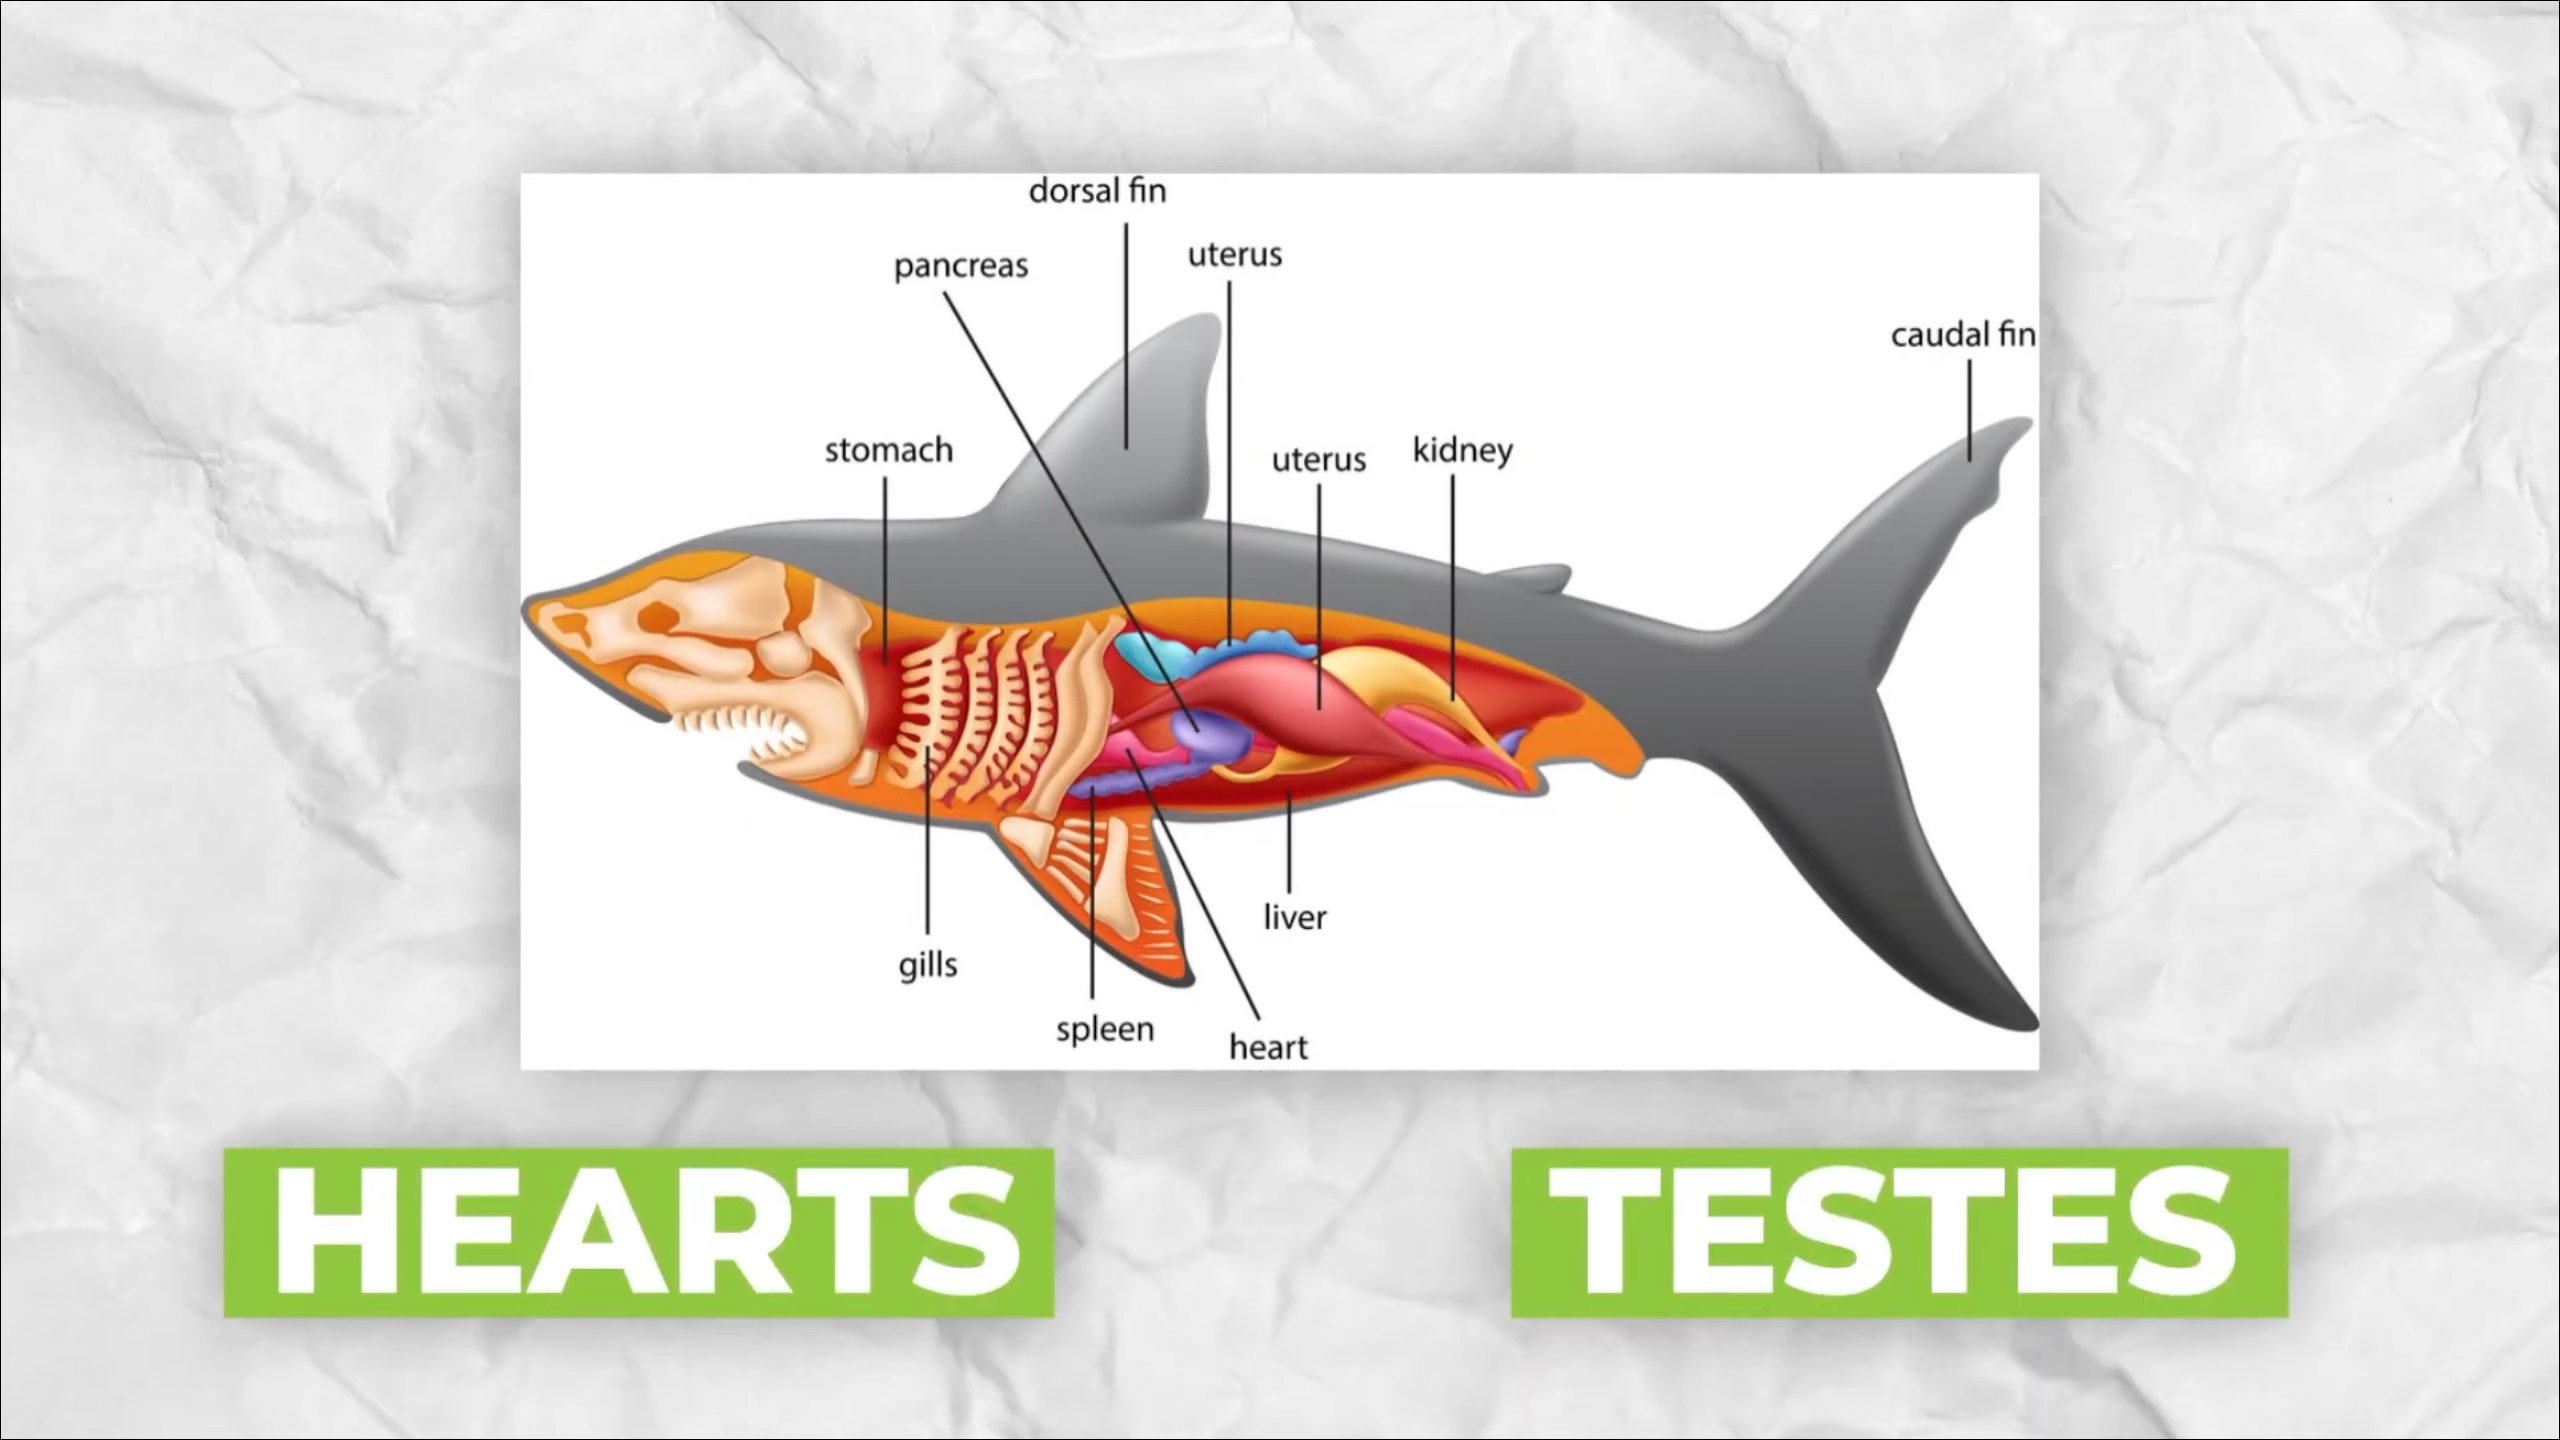 dorsal fin
pancreas
uterus
caudal fin
stomach
uterus
kidney
liver
gills
spleen
heart
HEARTS
TESTES